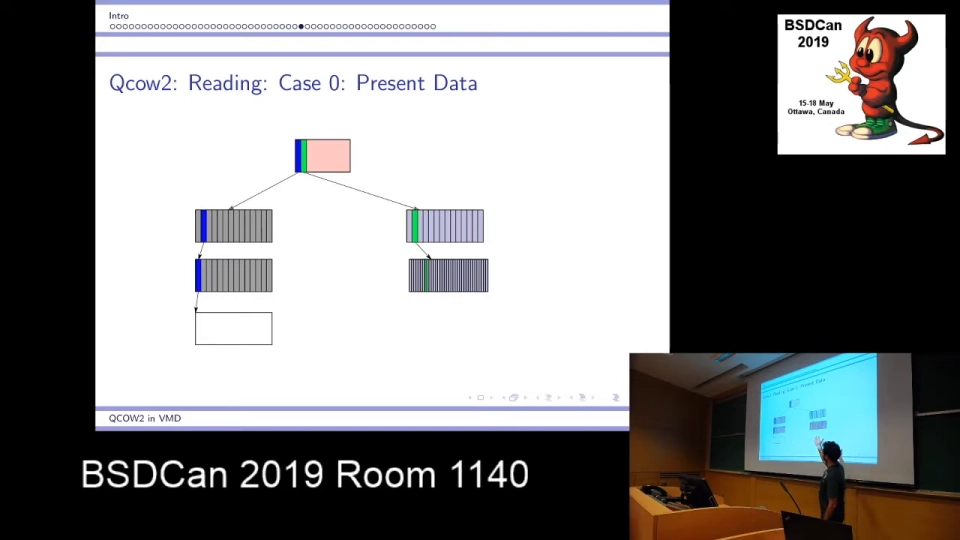 Intro
Qcow2: Reading: Case 0: Present Data
QCOW2 in VMD
BSDCan
2019
15-18 May
Ottawa, Canada
BSDCan 2019 Room 1140